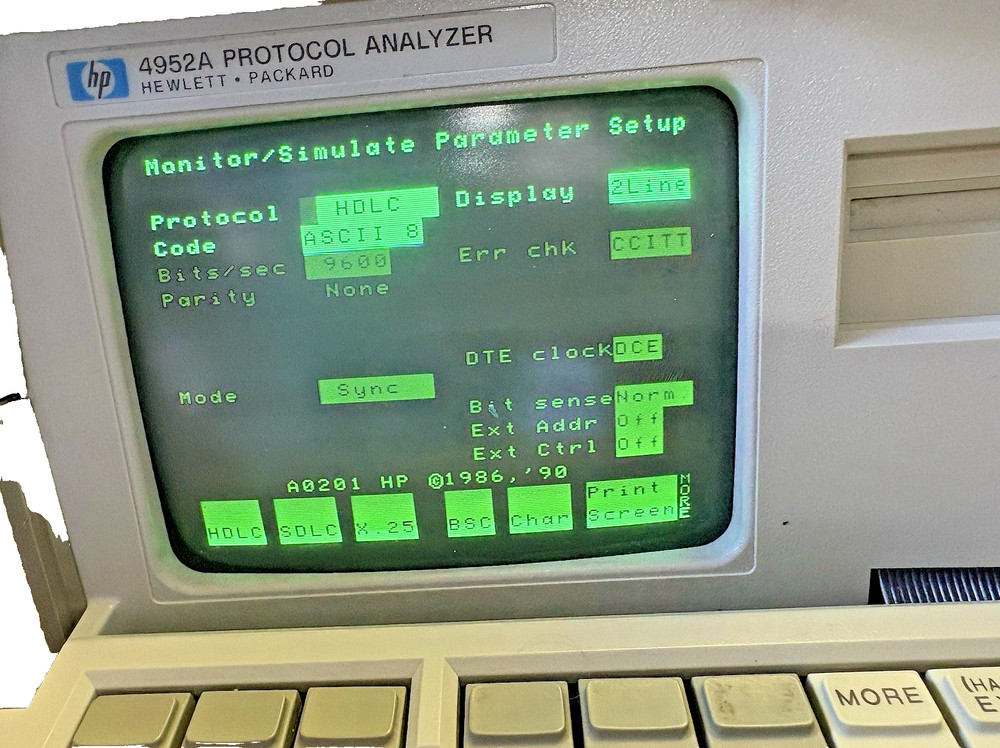 hp
4952A PROTOCOL ANALYZER
HEWLETT • PACKARD
Monitor/Simulate Parameter Setup
Protocol HDLC Display 2Line
Code ASCII 8
Bits/sec 9600 Err chk CCITT
Parity None
DTE clock DCE
Mode Sync
Bit sense Norm.
Ext Addr Off
Ext Ctrl Off
A0201 HP ©1986,'90
HDLC SDLC X.25 BSC Char Print Screen MORE
MORE